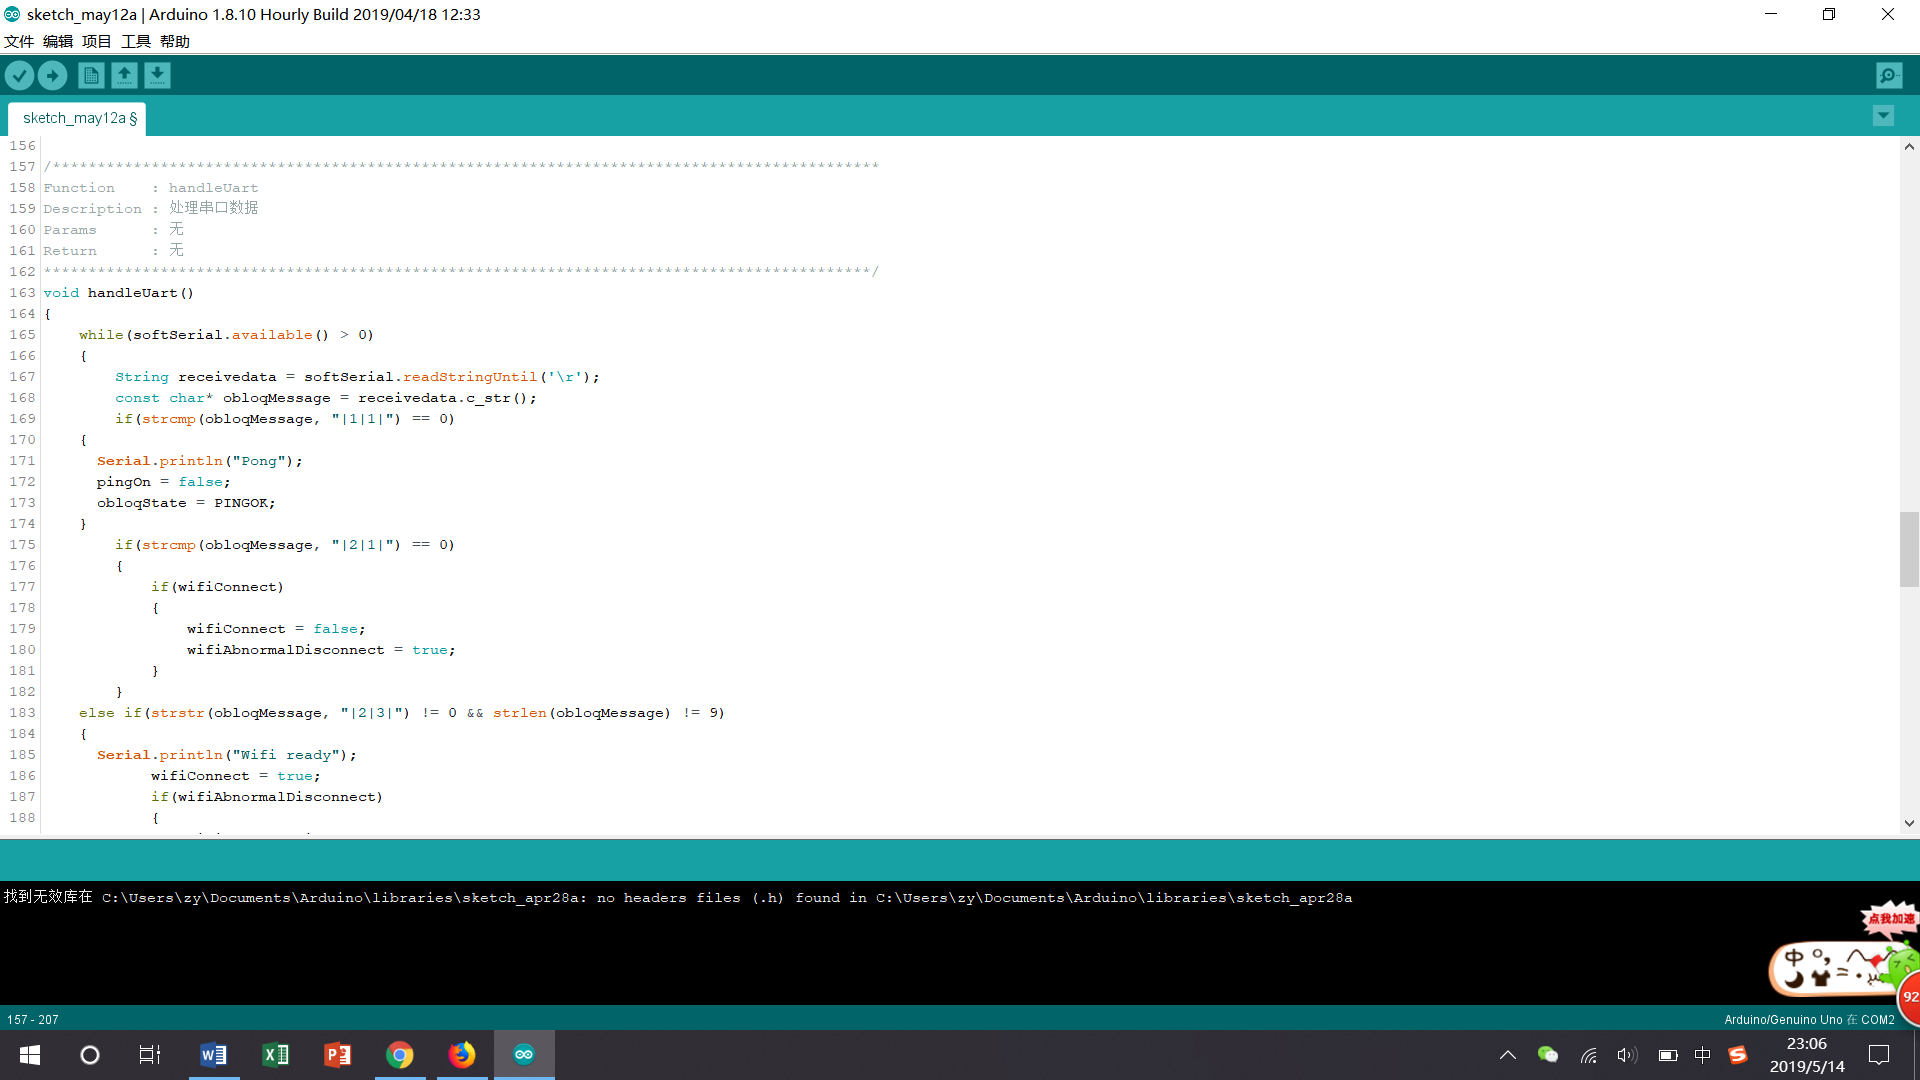 sketch_may12a | Arduino 1.8.10 Hourly Build 2019/04/18 12:33
文件 编辑 项目 工具 帮助
sketch_may12a §
156
157 /********************************************************************************************
158 Function    : handleUart
159 Description : 处理串口数据
160 Params      : 无
161 Return      : 无
162 ********************************************************************************************/
163 void handleUart()
164 {
165     while(softSerial.available() > 0)
166     {
167         String receivedata = softSerial.readStringUntil('\r');
168         const char* obloqMessage = receivedata.c_str();
169         if(strcmp(obloqMessage, "|1|1|") == 0)
170     {
171       Serial.println("Pong");
172       pingOn = false;
173       obloqState = PINGOK;
174     }
175         if(strcmp(obloqMessage, "|2|1|") == 0)
176         {
177             if(wifiConnect)
178             {
179                 wifiConnect = false;
180                 wifiAbnormalDisconnect = true;
181             }
182         }
183     else if(strstr(obloqMessage, "|2|3|") != 0 && strlen(obloqMessage) != 9)
184     {
185       Serial.println("Wifi ready");
186             wifiConnect = true;
187             if(wifiAbnormalDisconnect)
188             {
找到无效库在 C:\Users\zy\Documents\Arduino\libraries\sketch_apr28a: no headers files (.h) found in C:\Users\zy\Documents\Arduino\libraries\sketch_apr28a
点我加速
中
92
157 - 207
Arduino/Genuino Uno 在 COM2
中
23:06
2019/5/14